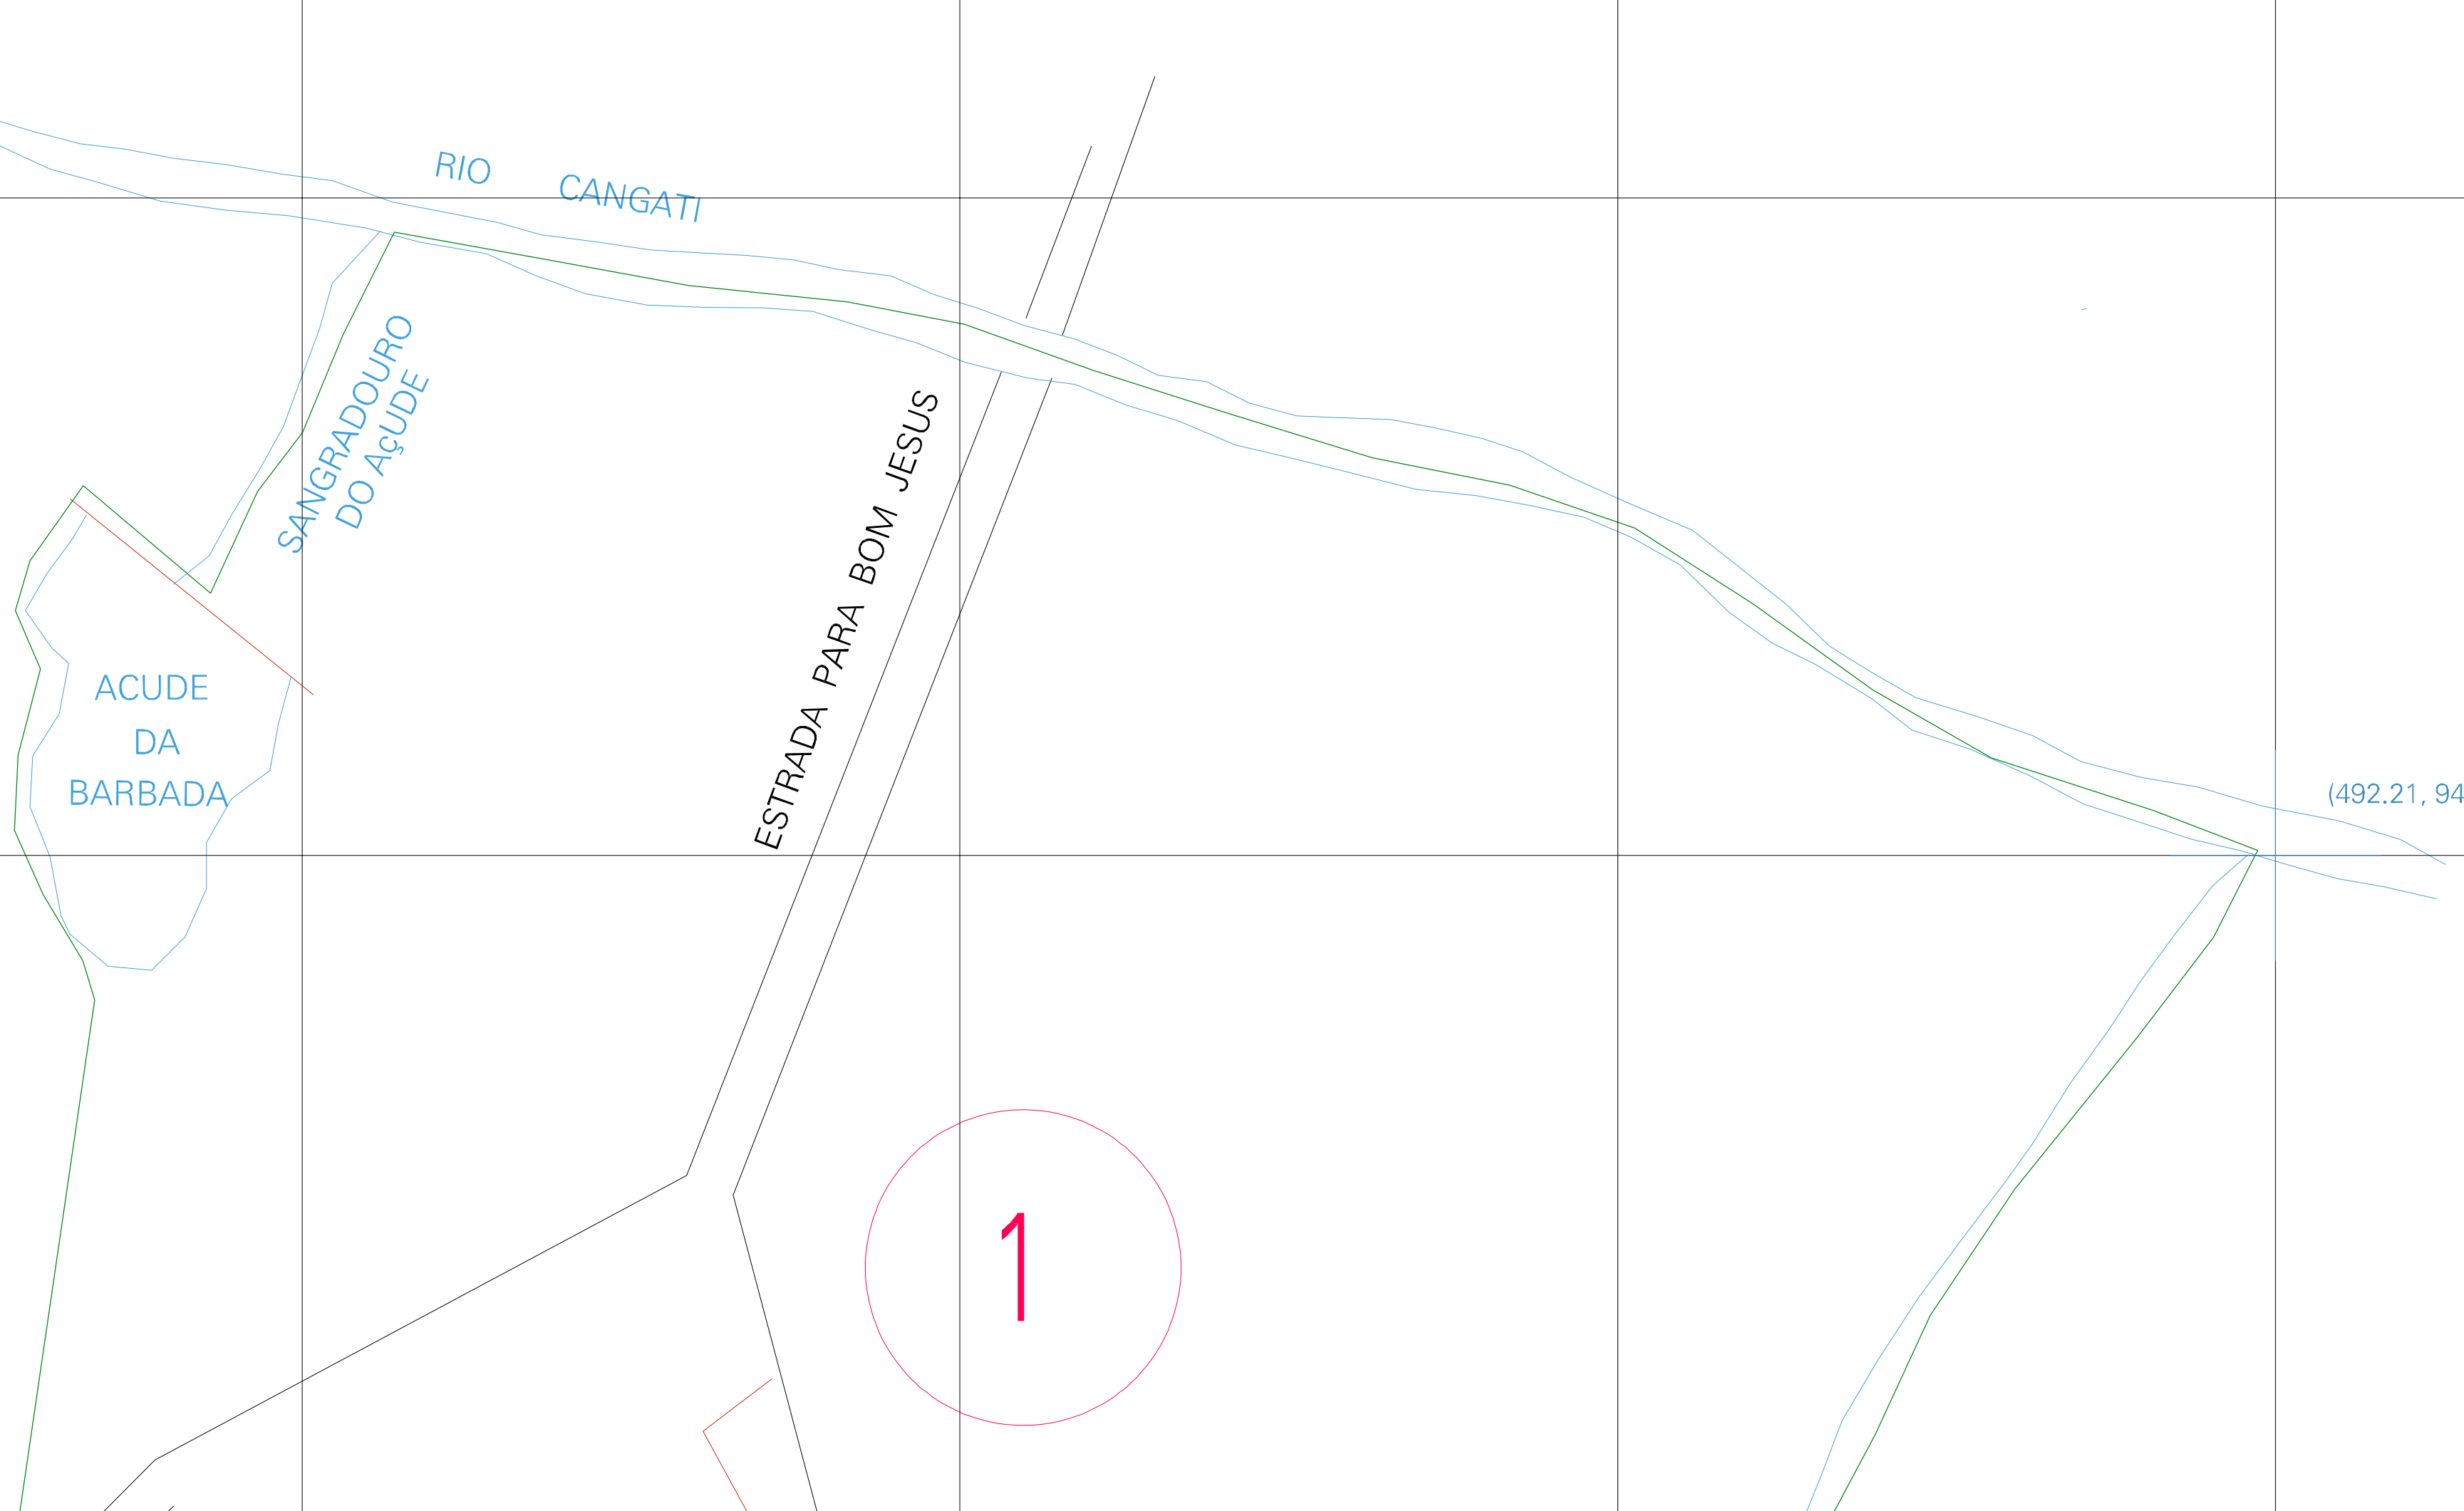 RIO CANGATI
SANGRADOURO
DO AÇUDE
ESTRADA PARA BOM JESUS
ACUDE
DA
BARBADA
(492.21, 94
1